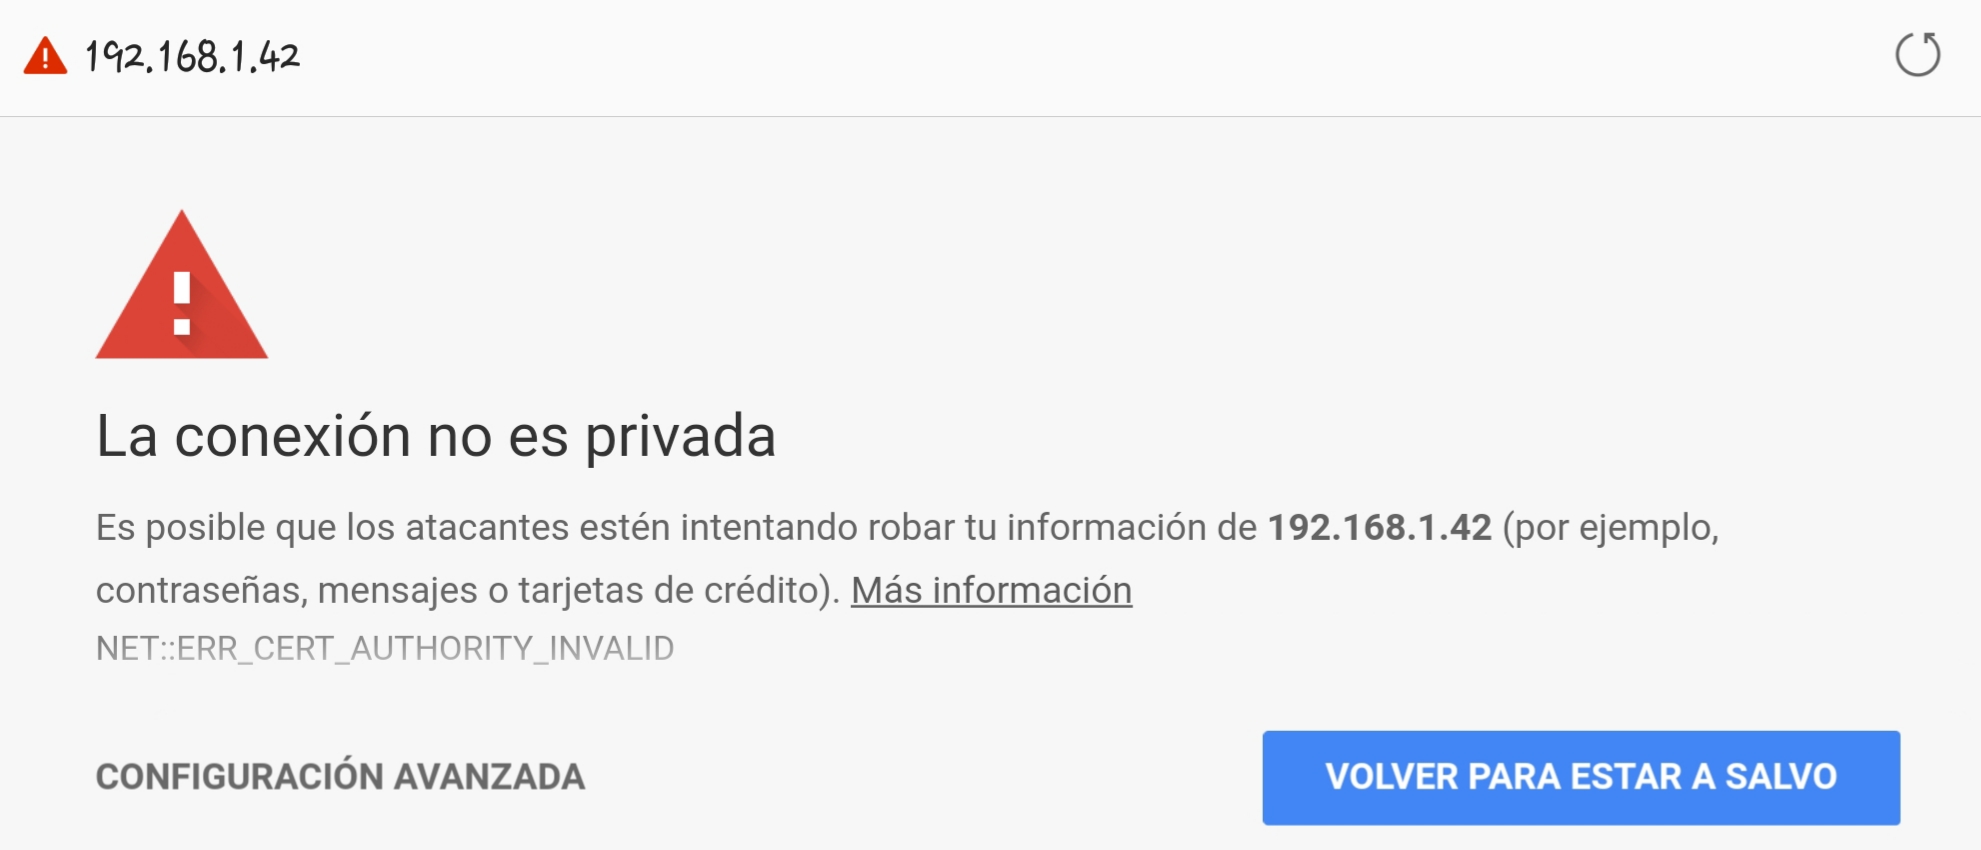 192.168.1.42
La conexión no es privada
Es posible que los atacantes estén intentando robar tu información de 192.168.1.42 (por ejemplo,
contraseñas, mensajes o tarjetas de crédito). Más información
NET::ERR_CERT_AUTHORITY_INVALID
CONFIGURACIÓN AVANZADA
VOLVER PARA ESTAR A SALVO